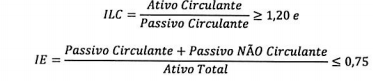 ILC = Ativo Circulante / Passivo Circulante ≥ 1,20 e
IE = Passivo Circulante + Passivo NÃO Circulante / Ativo Total ≤ 0,75